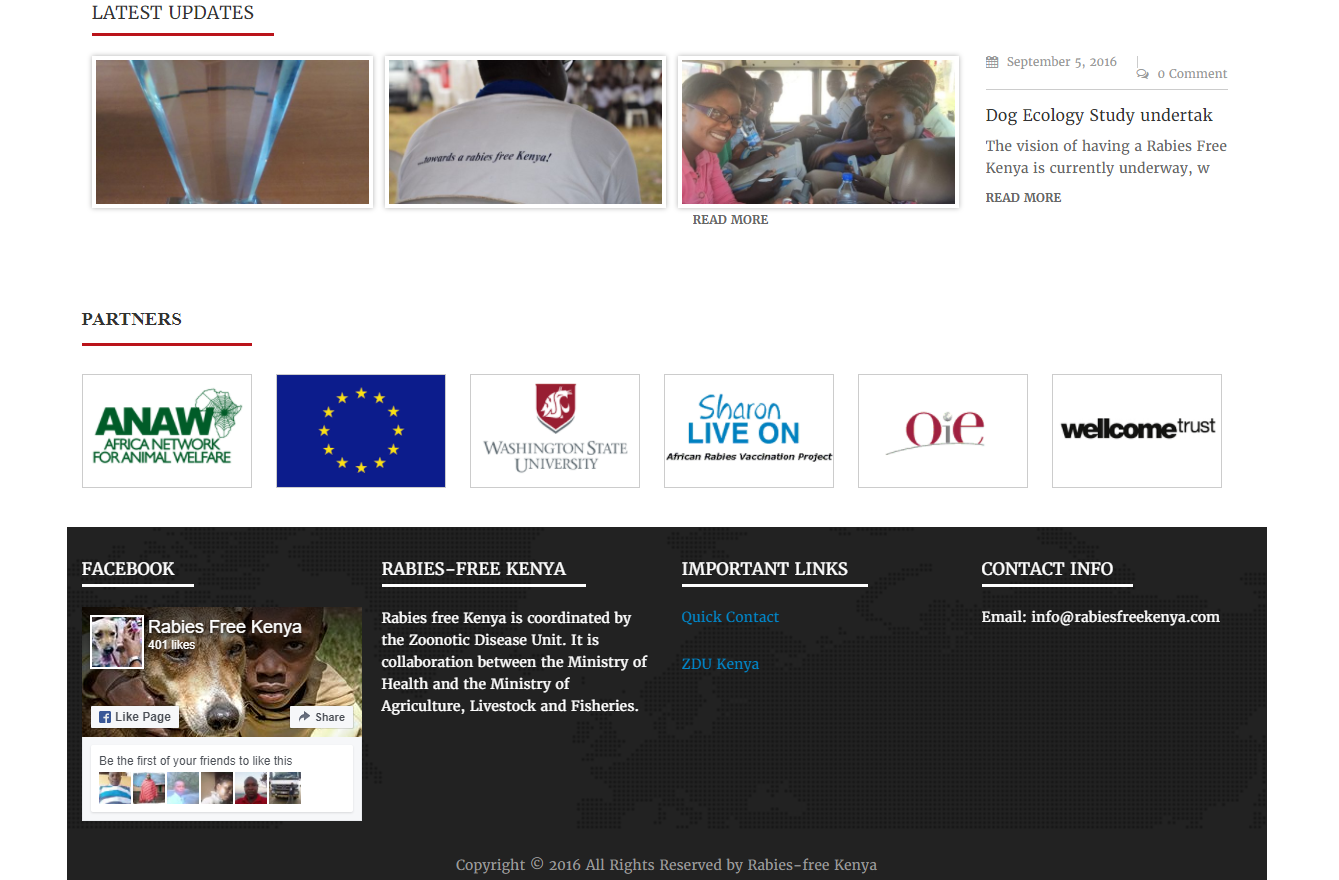 LATEST UPDATES
...towards a rabies free Kenya!
READ MORE
September 5, 2016
0 Comment
Dog Ecology Study undertak
The vision of having a Rabies Free
Kenya is currently underway, w
READ MORE
PARTNERS
ANAW
AFRICA NETWORK
FOR ANIMAL WELFARE
WASHINGTON STATE
UNIVERSITY
Sharon
LIVE ON
African Rabies Vaccination Project
OiE
wellcometrust
FACEBOOK
Rabies Free Kenya
401 likes
Like Page
Share
Be the first of your friends to like this
RABIES-FREE KENYA
Rabies free Kenya is coordinated by
the Zoonotic Disease Unit. It is
collaboration between the Ministry of
Health and the Ministry of
Agriculture, Livestock and Fisheries.
IMPORTANT LINKS
Quick Contact
ZDU Kenya
CONTACT INFO
Email: info@rabiesfreekenya.com
Copyright © 2016 All Rights Reserved by Rabies-free Kenya